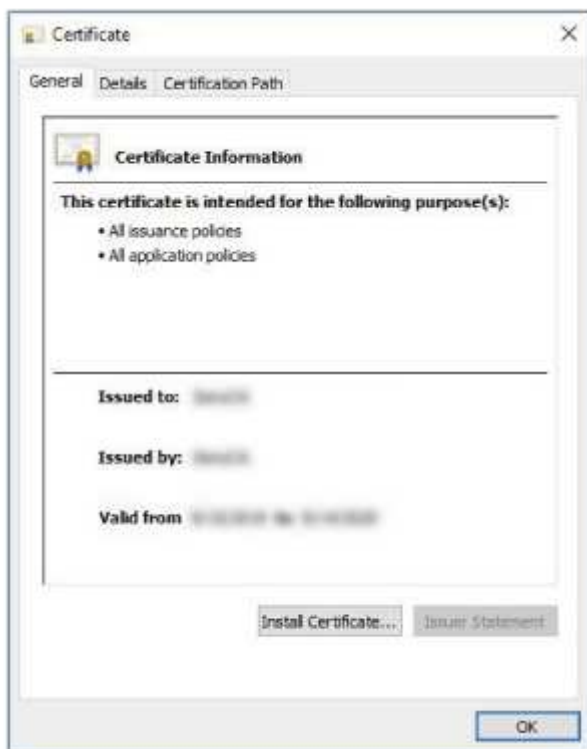 Certificate
General Details Certification Path
Certificate Information
This certificate is intended for the following purpose(s):
• All issuance policies
• All application policies
Issued to:
Issued by:
Valid from
Install Certificate... Issuer Statement
OK